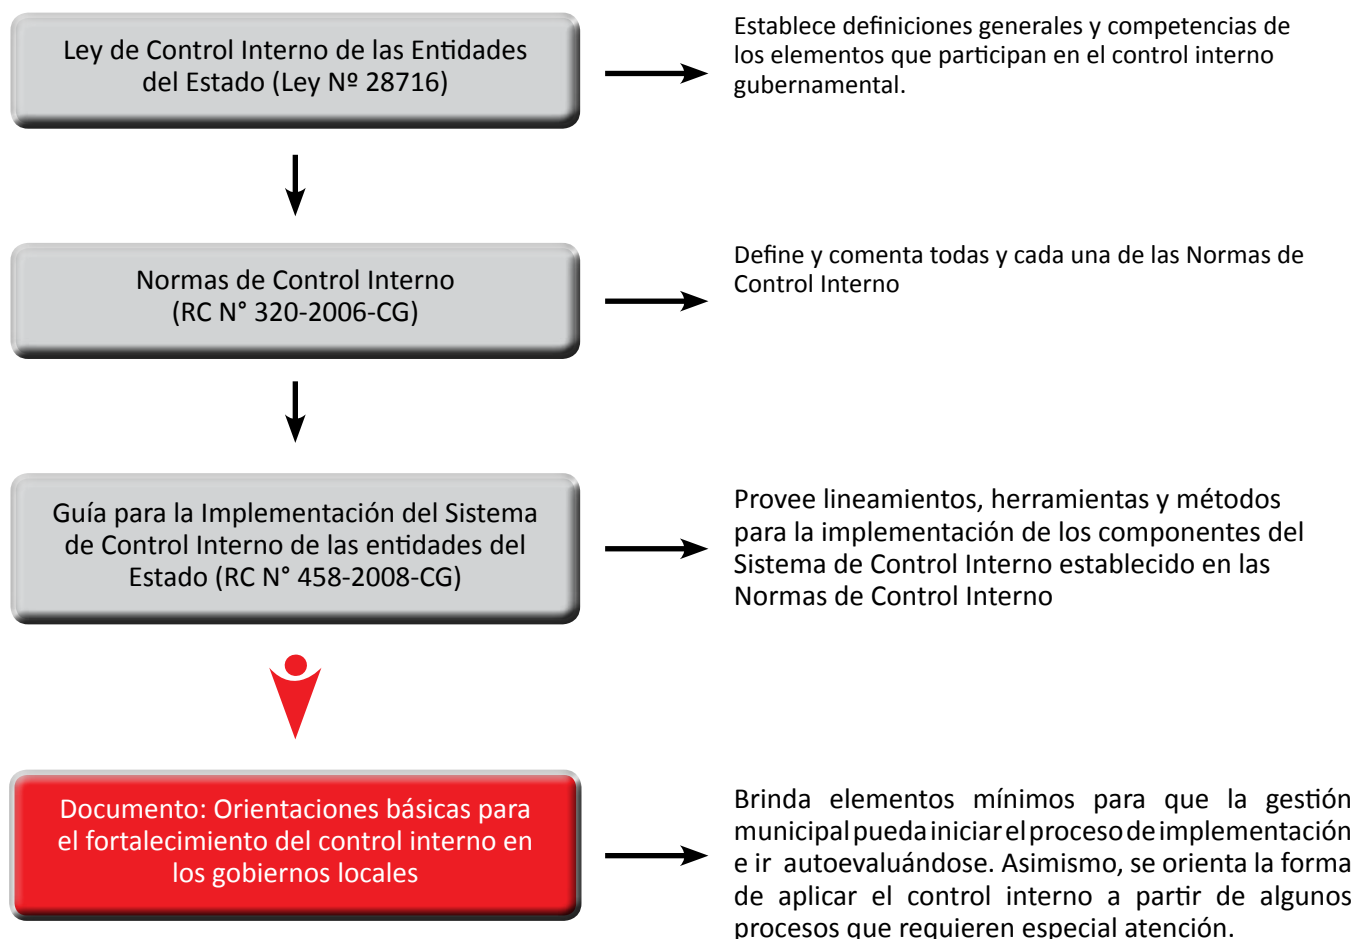 Ley de Control Interno de las Entidades
del Estado (Ley Nº 28716)
Establece definiciones generales y competencias de
los elementos que participan en el control interno
gubernamental.
Normas de Control Interno
(RC N° 320-2006-CG)
Define y comenta todas y cada una de las Normas de
Control Interno
Guía para la Implementación del Sistema
de Control Interno de las entidades del
Estado (RC N° 458-2008-CG)
Provee lineamientos, herramientas y métodos
para la implementación de los componentes del
Sistema de Control Interno establecido en las
Normas de Control Interno
Documento: Orientaciones básicas para
el fortalecimiento del control interno en
los gobiernos locales
Brinda elementos mínimos para que la gestión
municipal pueda iniciar el proceso de implementación
e ir autoevaluándose. Asimismo, se orienta la forma
de aplicar el control interno a partir de algunos
procesos que requieren especial atención.